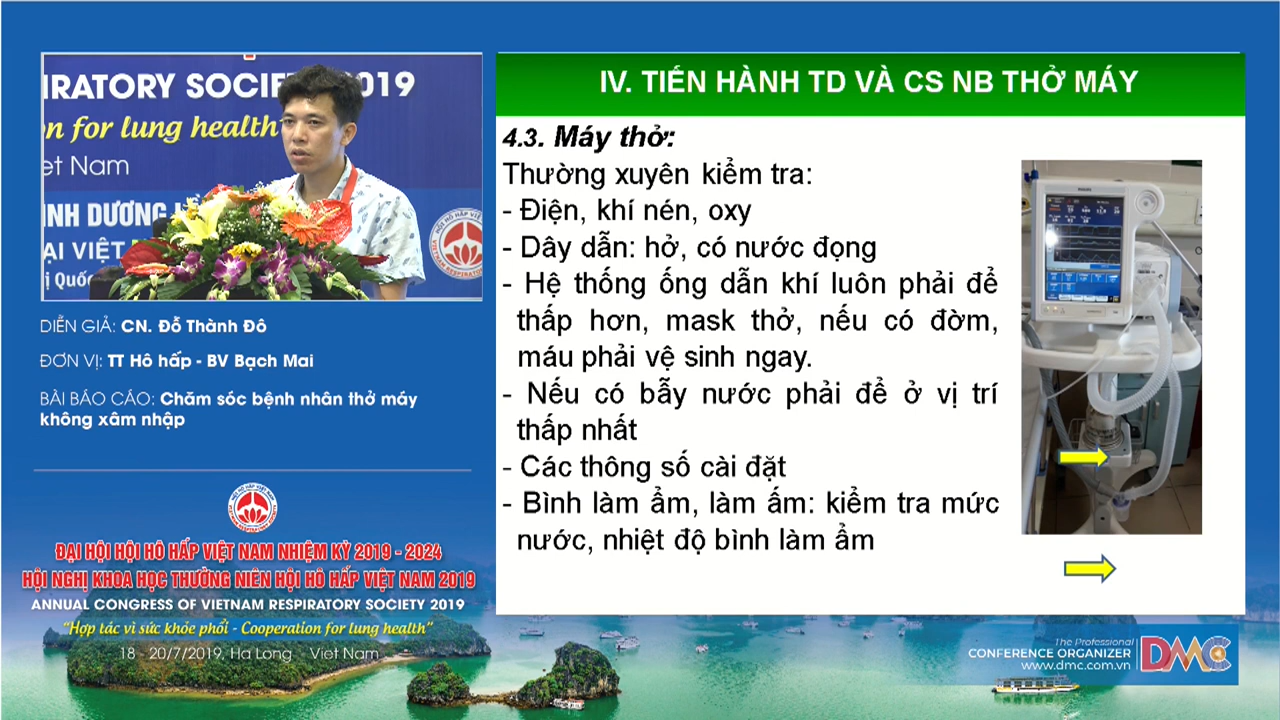 IRATORY SOCIE 2019
on for lung health
et Nam
INH DƯƠNG
ẠI VIỆT
ị Quốc
DIỄN GIẢ: CN. Đỗ Thành Đô
ĐƠN VỊ: TT Hô hấp - BV Bạch Mai
BÀI BÁO CÁO: Chăm sóc bệnh nhân thở máy
không xâm nhập
ĐẠI HỘI HỘI HÔ HẤP VIỆT NAM NHIỆM KỲ 2019 - 2024
HỘI NGHỊ KHOA HỌC THƯỜNG NIÊN HỘI HÔ HẤP VIỆT NAM 2019
ANNUAL CONGRESS OF VIETNAM RESPIRATORY SOCIETY 2019
"Hợp tác vì sức khỏe phổi - Cooperation for lung health"
18 - 20/7/2019, Ha Long Viet Nam
IV. TIẾN HÀNH TD VÀ CS NB THỞ MÁY
4.3. Máy thở:
Thường xuyên kiểm tra:
- Điện, khí nén, oxy
- Dây dẫn: hở, có nước đọng
- Hệ thống ống dẫn khí luôn phải để
thấp hơn, mask thở, nếu có đờm,
máu phải vệ sinh ngay.
- Nếu có bẫy nước phải để ở vị trí
thấp nhất
- Các thông số cài đặt
- Bình làm ẩm, làm ấm: kiểm tra mức
nước, nhiệt độ bình làm ẩm
The Professional
CONFERENCE ORGANIZER
www.dmc.com.vn
DMCC